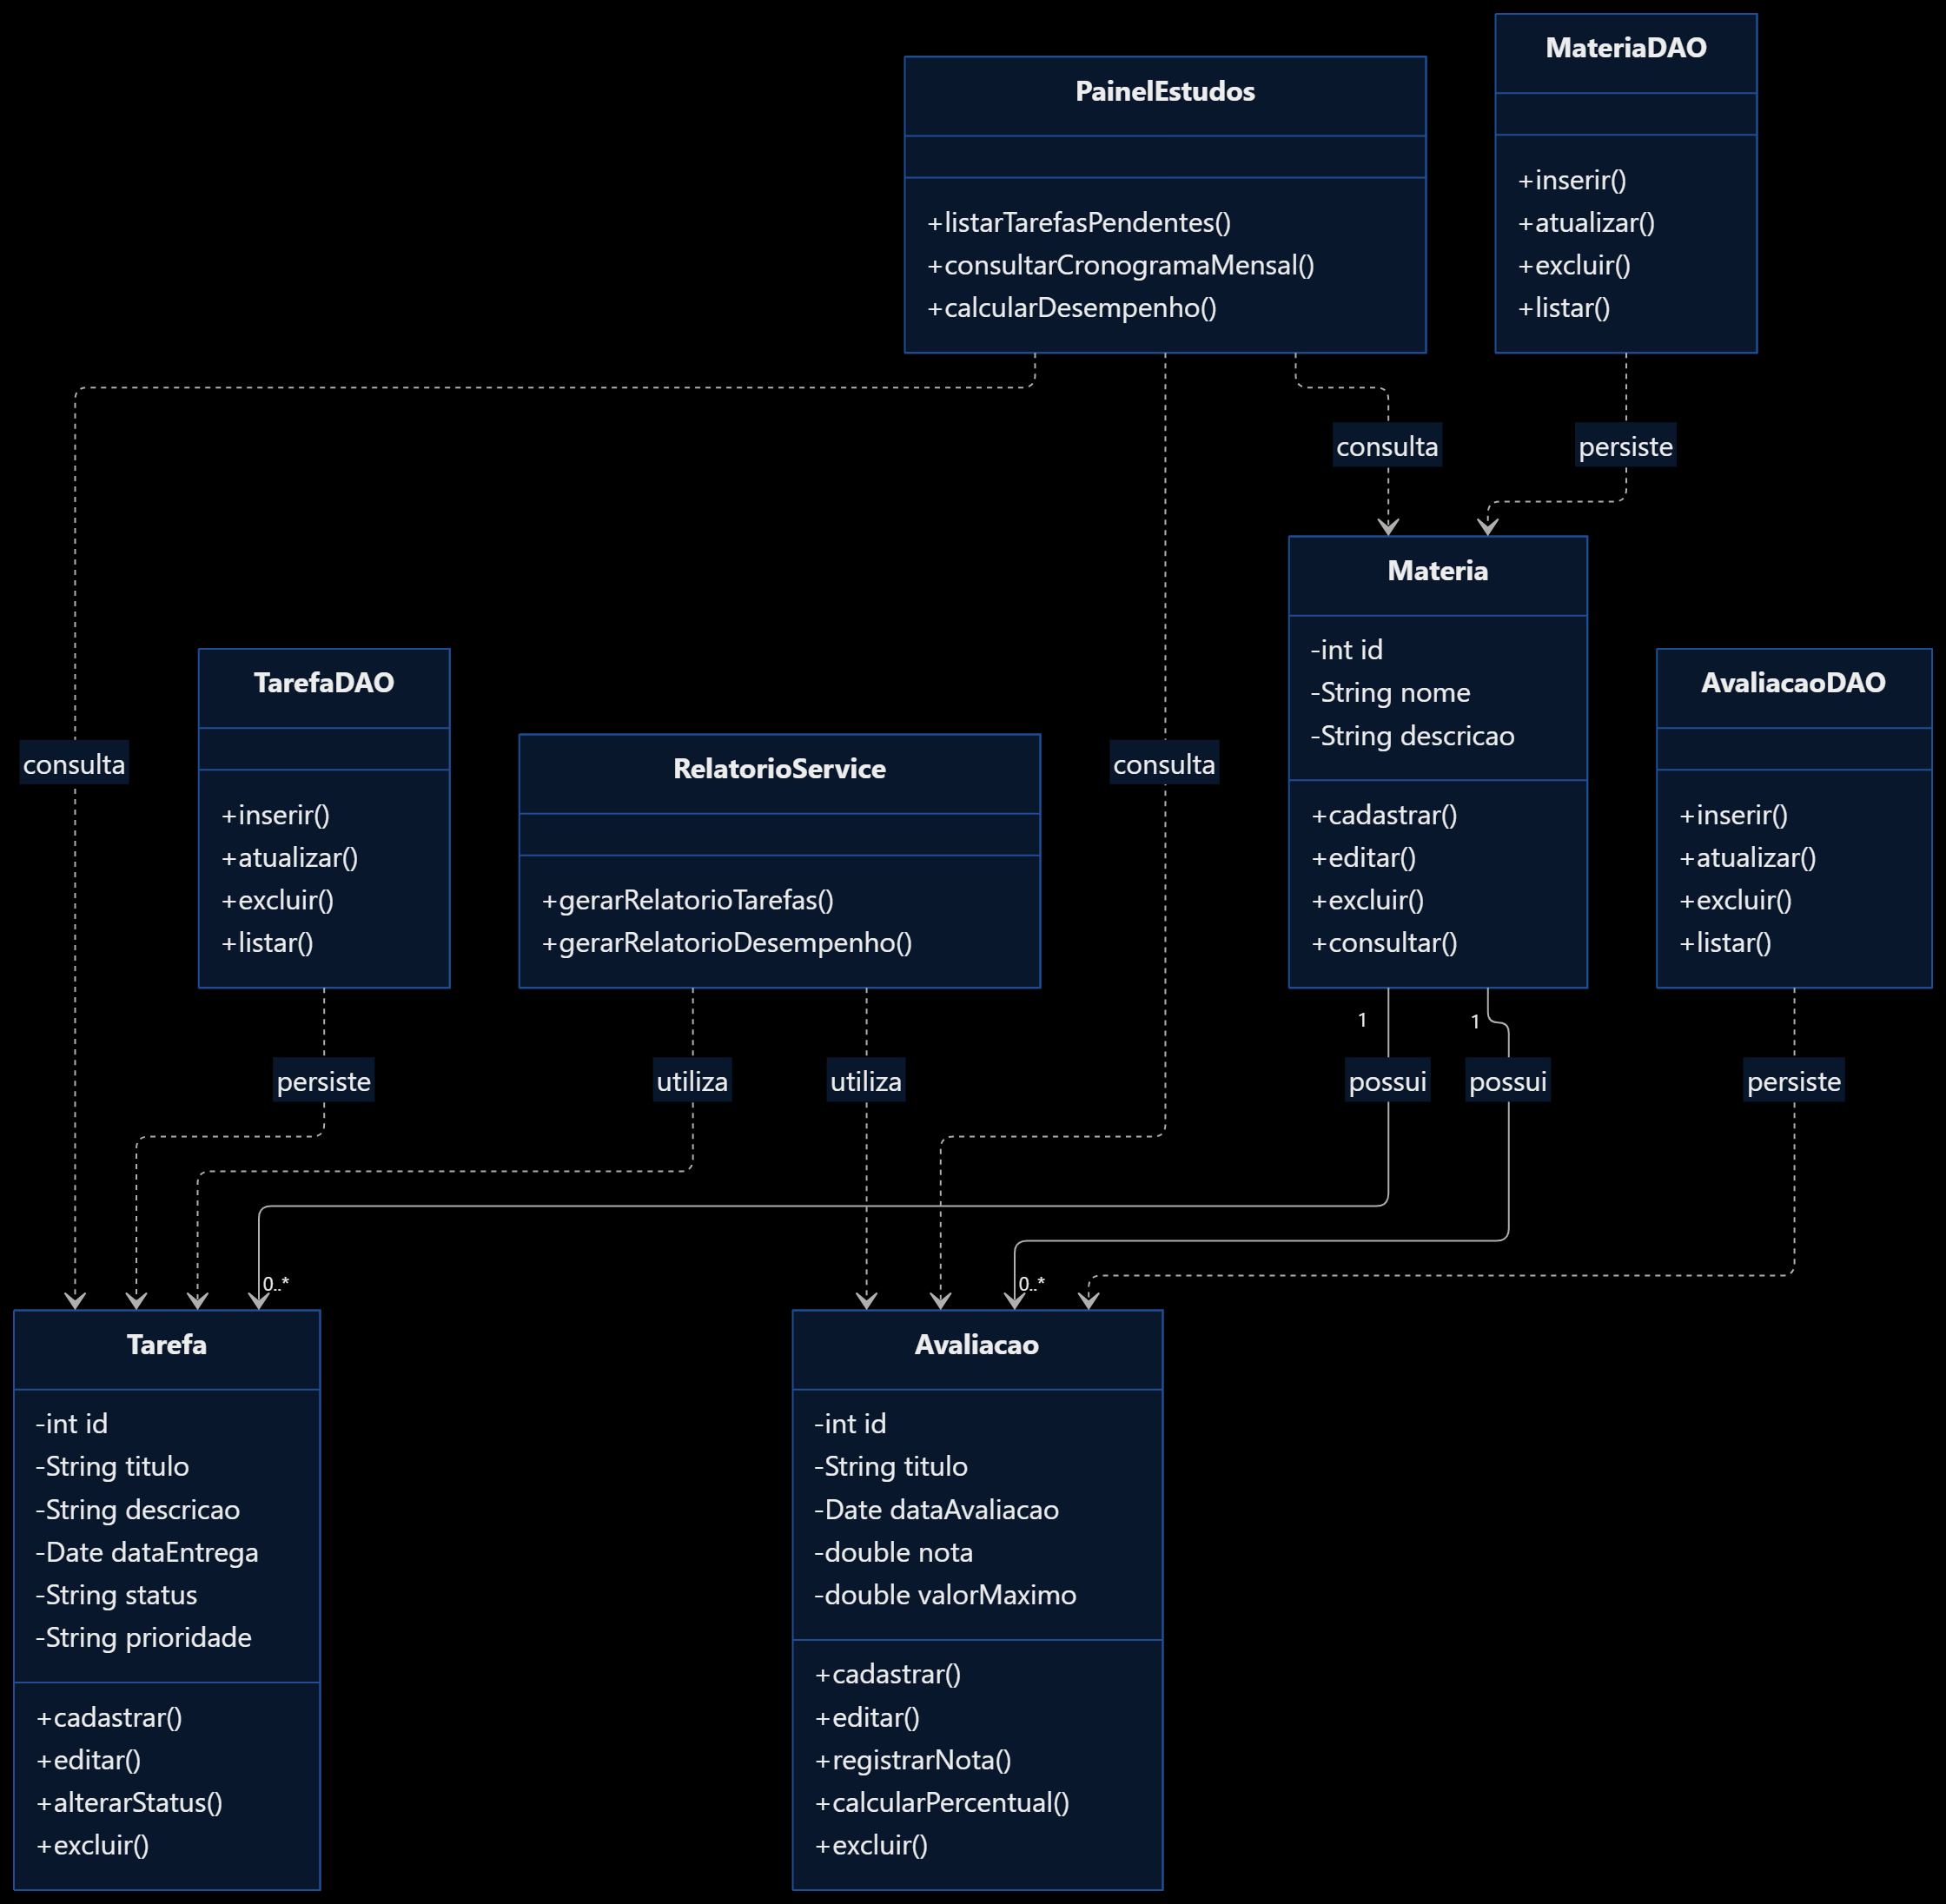 PainelEstudos
+listarTarefasPendentes()
+consultarCronogramaMensal()
+calcularDesempenho()
MateriaDAO
+inserir()
+atualizar()
+excluir()
+listar()
consulta
persiste
Materia
-int id
-String nome
-String descricao
+cadastrar()
+editar()
+excluir()
+consultar()
consulta
TarefaDAO
+inserir()
+atualizar()
+excluir()
+listar()
RelatorioService
+gerarRelatorioTarefas()
+gerarRelatorioDesempenho()
consulta
AvaliacaoDAO
+inserir()
+atualizar()
+excluir()
+listar()
1
1
persiste
utiliza
utiliza
possui
possui
persiste
0..*
0..*
Tarefa
-int id
-String titulo
-String descricao
-Date dataEntrega
-String status
-String prioridade
+cadastrar()
+editar()
+alterarStatus()
+excluir()
Avaliacao
-int id
-String titulo
-Date dataAvaliacao
-double nota
-double valorMaximo
+cadastrar()
+editar()
+registrarNota()
+calcularPercentual()
+excluir()